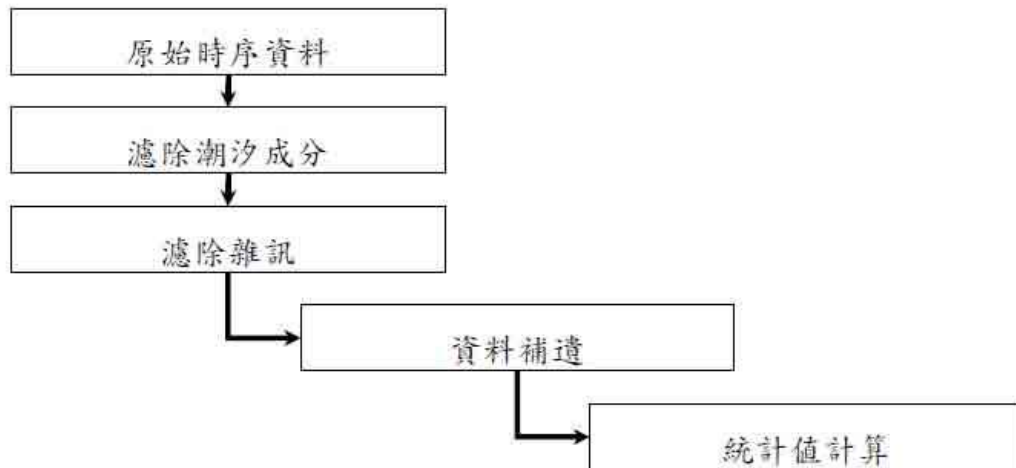 原始時序資料
濾除潮汐成分
濾除雜訊
資料補遺
統計值計算